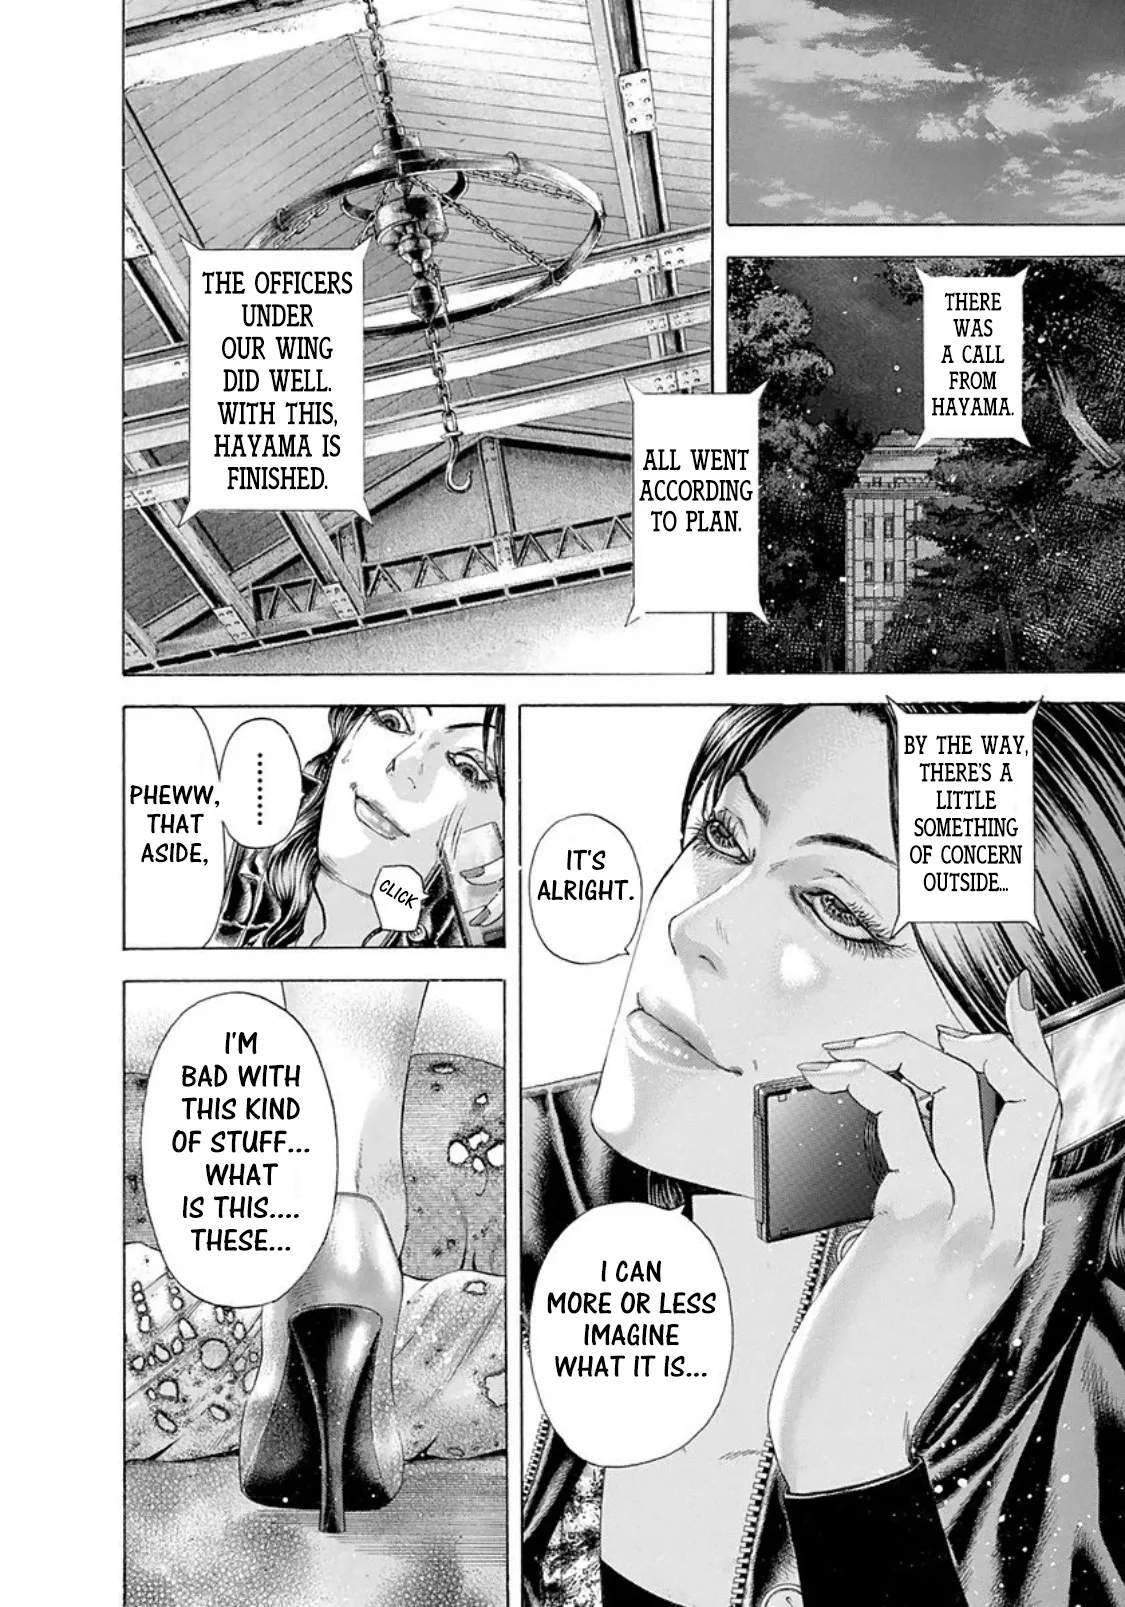 THERE
WAS
A CALL
FROM
HAYAMA.
ALL WENT
ACCORDING
TO PLAN.
THE OFFICERS
UNDER
OUR WING
DID WELL.
WITH THIS,
HAYAMA IS
FINISHED.
BY THE WAY,
THERE'S A
LITTLE
SOMETHING
OF CONCERN
OUTSIDE...
IT'S
ALRIGHT.
I CAN
MORE OR LESS
IMAGINE
WHAT IT IS...
CLICK
.........
PHEWW,
THAT
ASIDE,
I'M
BAD WITH
THIS KIND
OF STUFF...
WHAT
IS THIS....
THESE...